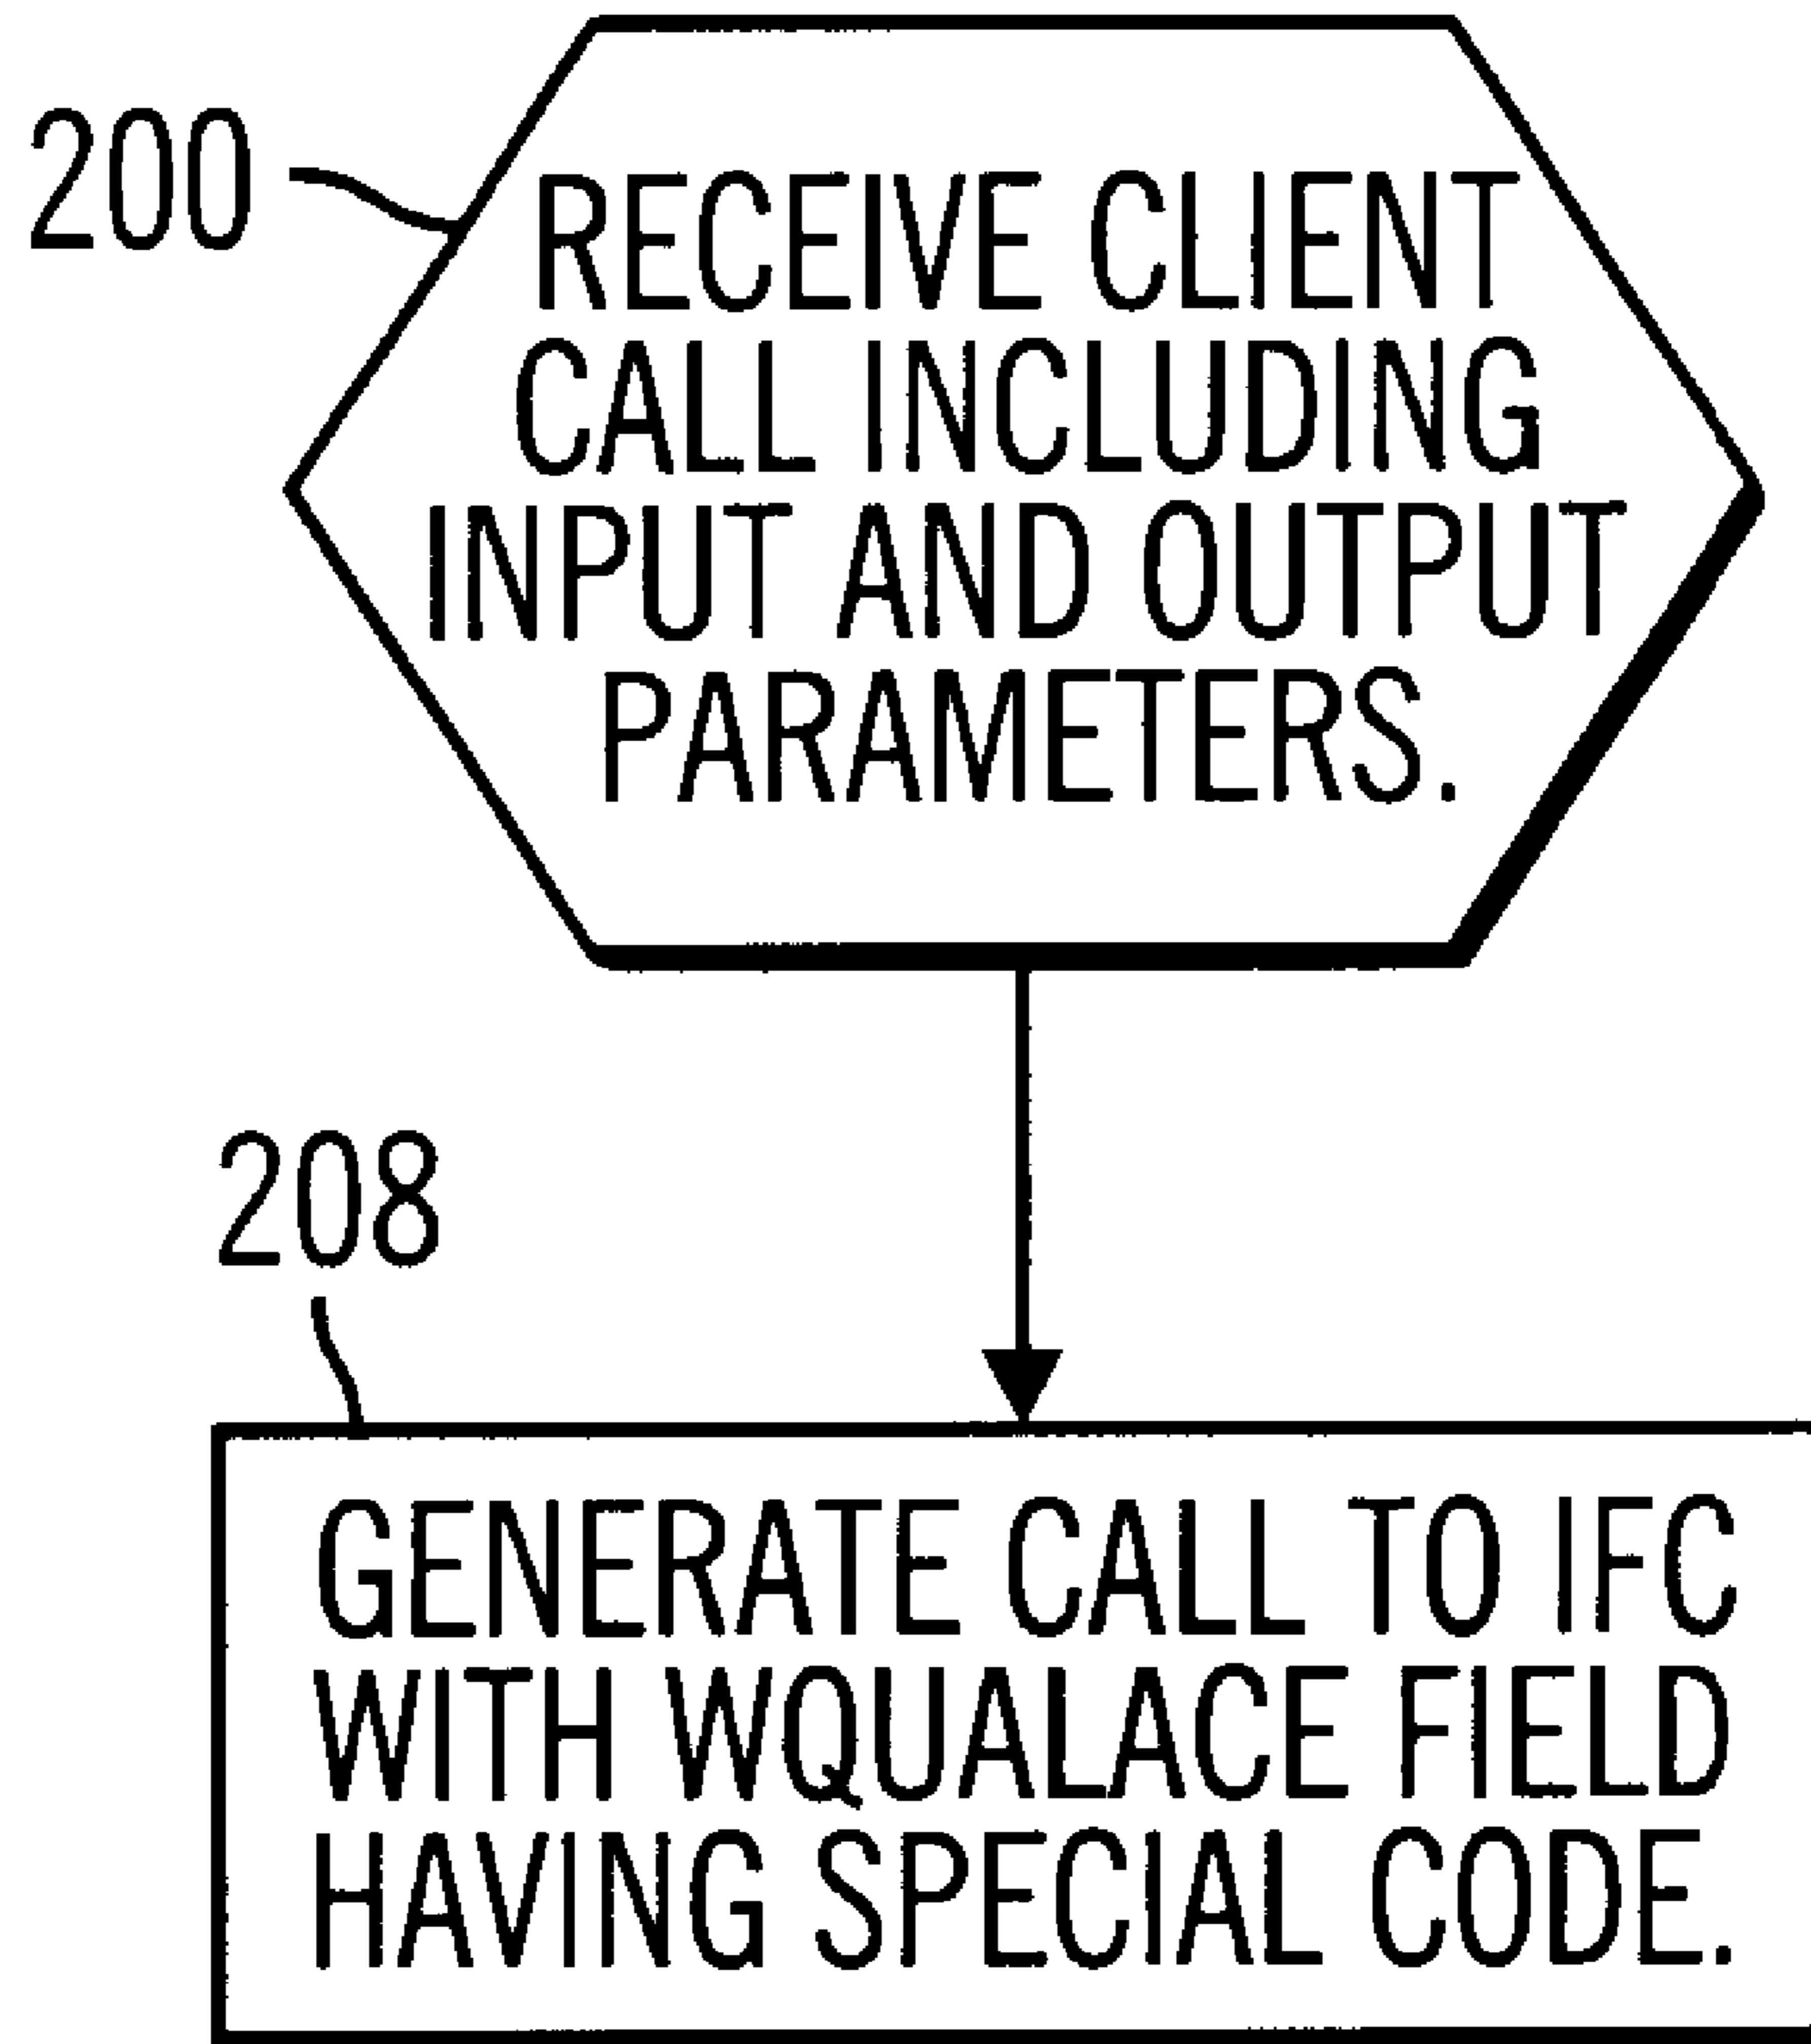 200
RECEIVE CLIENT
CALL INCLUDING
INPUT AND OUTPUT
PARAMETERS.
208
GENERATE CALL TO IFC
WITH WQUALACE FIELD
HAVING SPECIAL CODE.